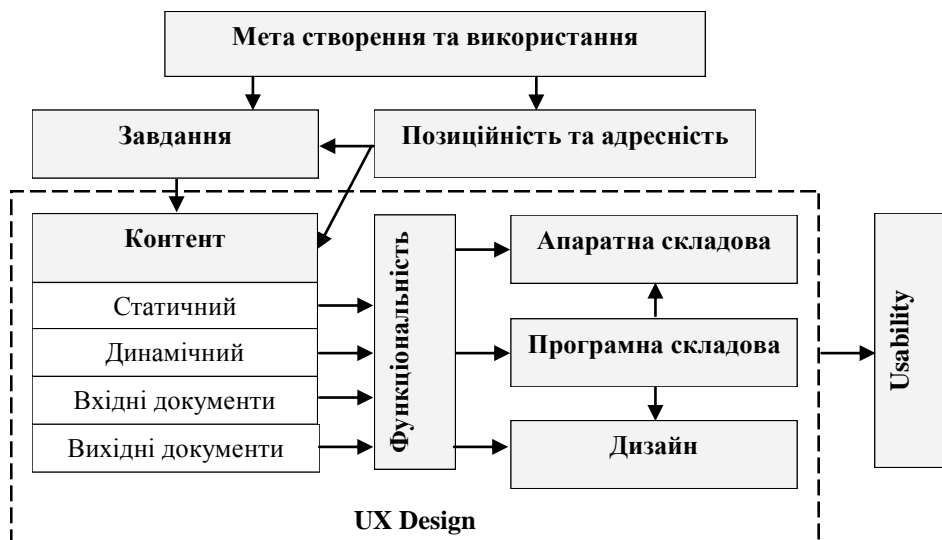 Мета створення та використання
Завдання
Позиційність та адресність
Контент
Статичний
Динамічний
Вхідні документи
Вихідні документи
Функціональність
Апаратна складова
Програмна складова
Дизайн
Usability
UX Design